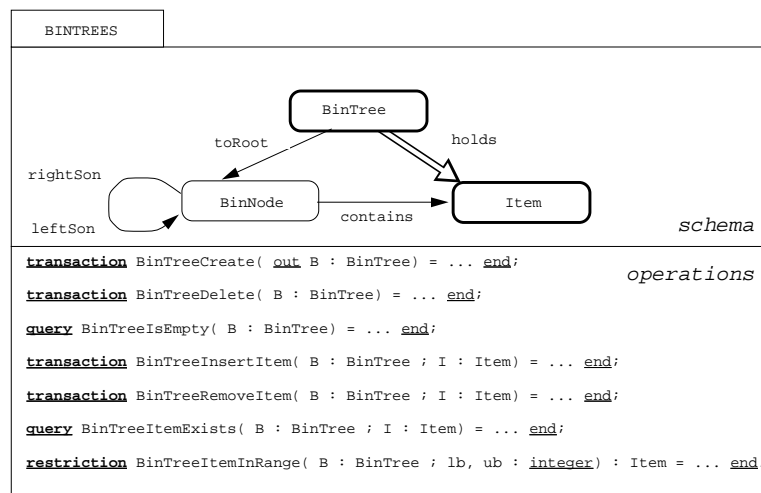 BINTREES
BinTree
toRoot
holds
rightSon
BinNode
contains
Item
leftSon
schema
transaction BinTreeCreate( out B : BinTree) = ... end;
operations
transaction BinTreeDelete( B : BinTree) = ... end;
query BinTreeIsEmpty( B : BinTree) = ... end;
transaction BinTreeInsertItem( B : BinTree ; I : Item) = ... end;
transaction BinTreeRemoveItem( B : BinTree ; I : Item) = ... end;
query BinTreeItemExists( B : BinTree ; I : Item) = ... end;
restriction BinTreeItemInRange( B : BinTree ; lb, ub : integer) : Item = ... end